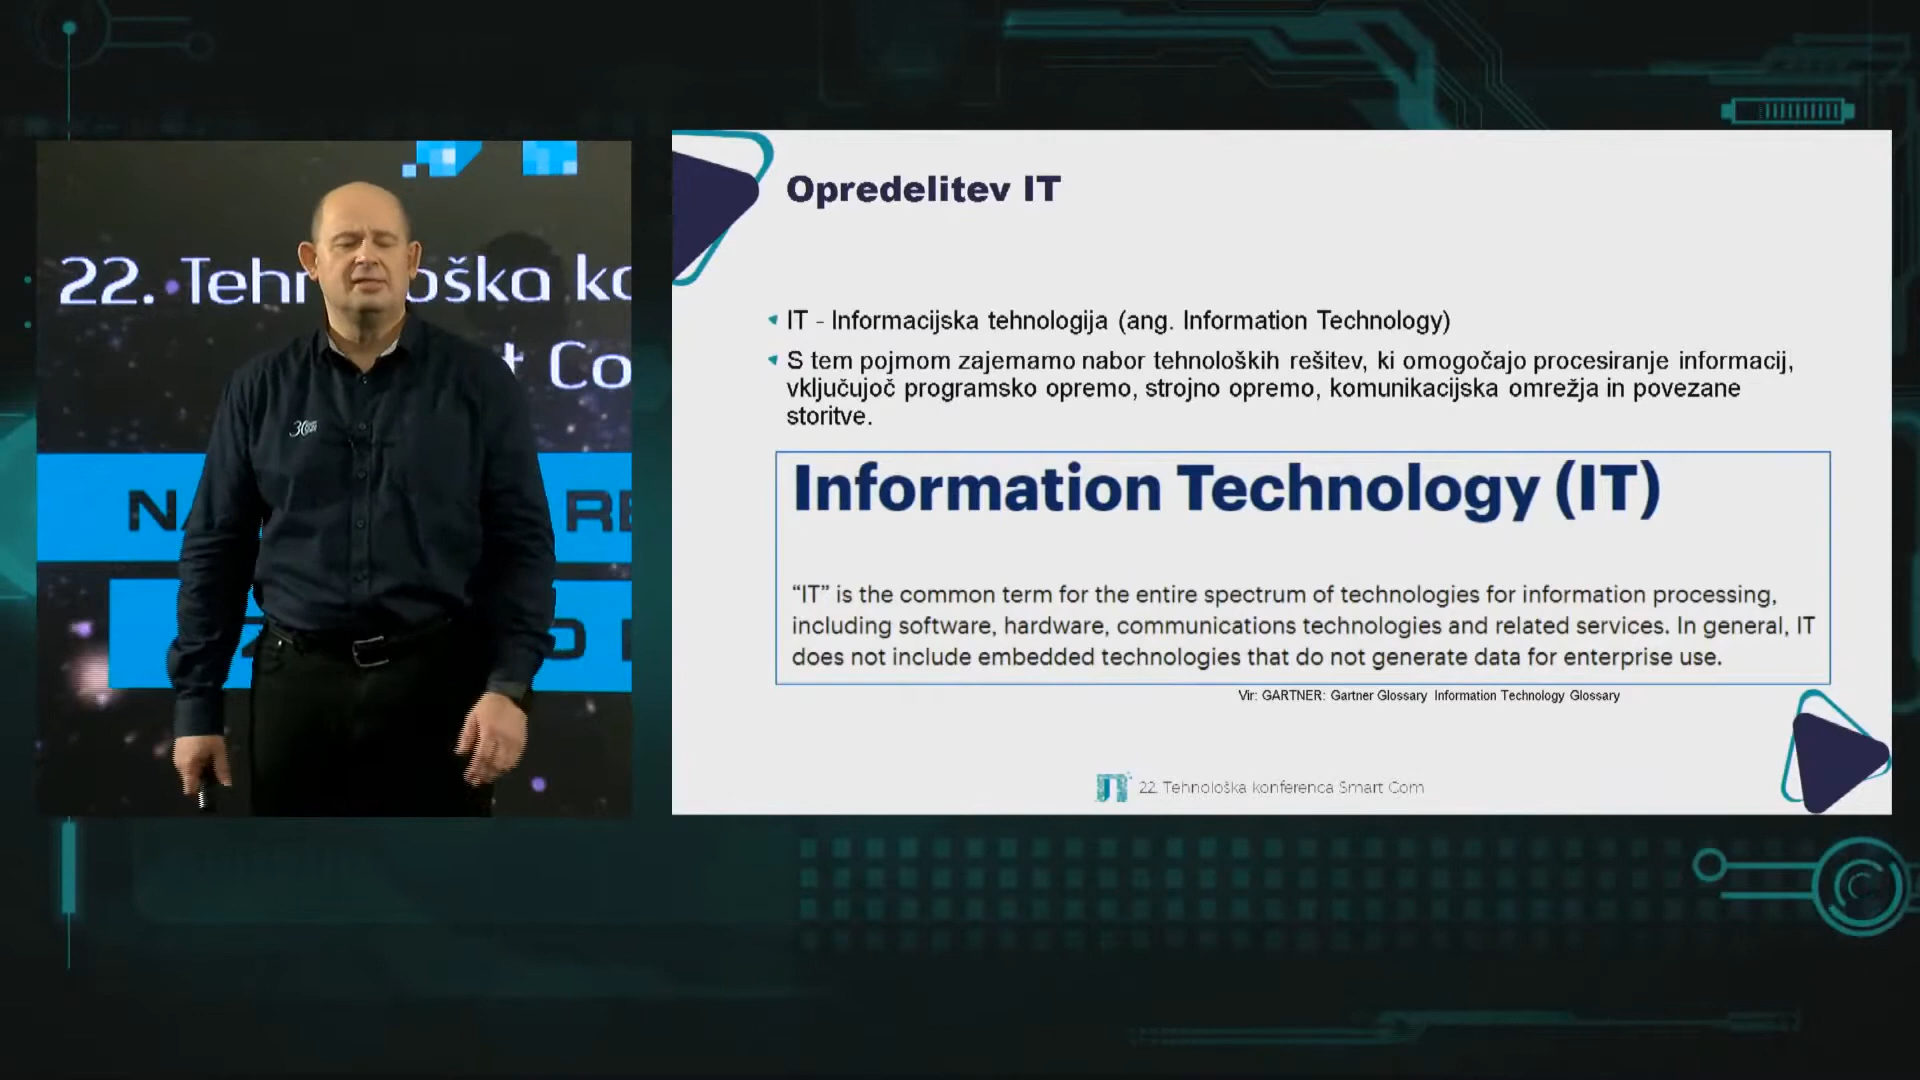 22. Teh
oška ko
t Co
N
RE
30
Opredelitev IT
IT - Informacijska tehnologija (ang. Information Technology)
S tem pojmom zajemamo nabor tehnoloških rešitev, ki omogočajo procesiranje informacij,
vključujoč programsko opremo, strojno opremo, komunikacijska omrežja in povezane
storitve.
Information Technology (IT)
“IT” is the common term for the entire spectrum of technologies for information processing,
including software, hardware, communications technologies and related services. In general, IT
does not include embedded technologies that do not generate data for enterprise use.
Vir: GARTNER: Gartner Glossary Information Technology Glossary
22. Tehnološka konferenca Smart Com